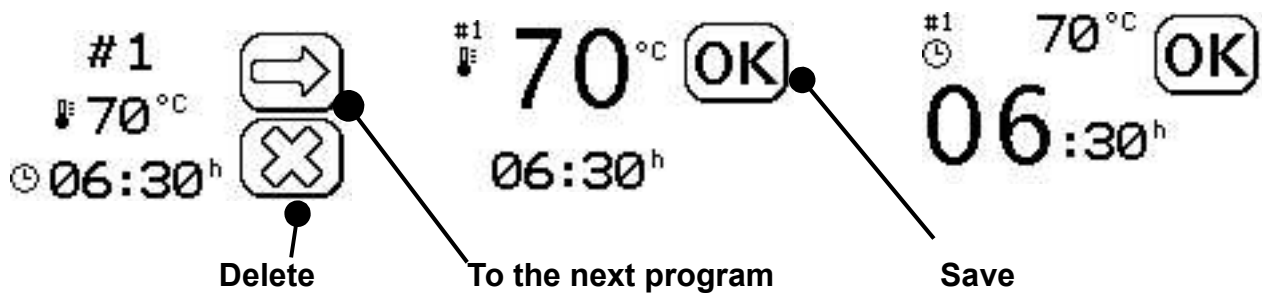 #1
70°C
06:30h
#1
70°C
OK
06:30h
#1
70°C
OK
06:30h
Delete
To the next program
Save